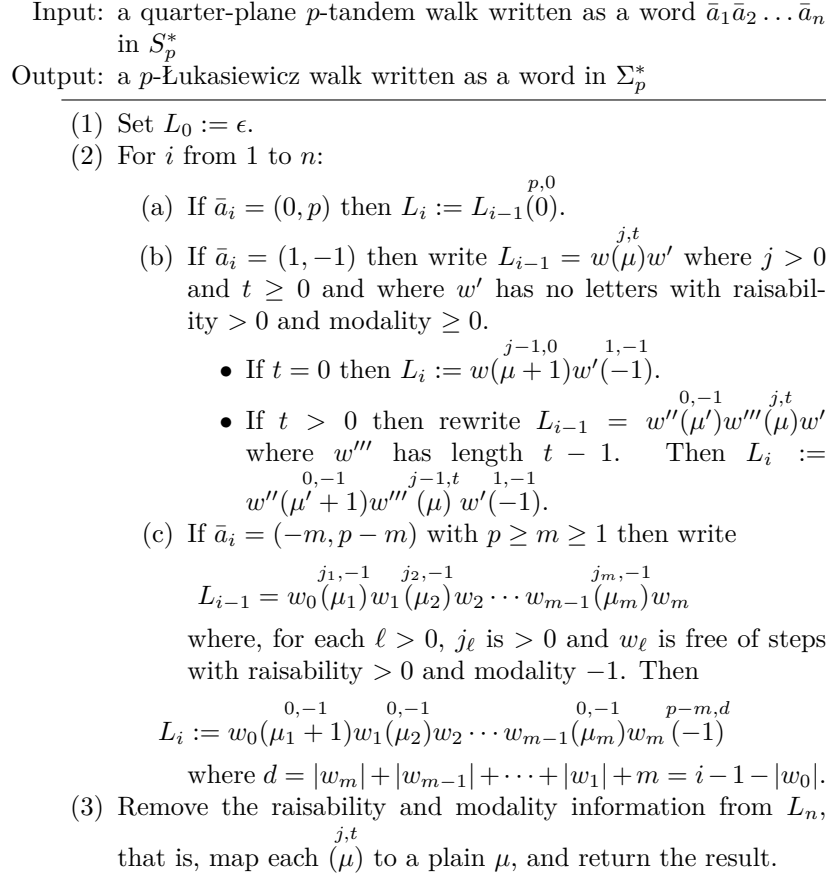 Input: a quarter-plane p-tandem walk written as a word ā₁ā₂ … āₙ
in Sₚ*
Output: a p-Łukasiewicz walk written as a word in Σₚ*
(1) Set L₀ := ϵ.
(2) For i from 1 to n:
p,0
(a) If āᵢ = (0, p) then Lᵢ := Lᵢ₋₁(0).
j,t
(b) If āᵢ = (1, −1) then write Lᵢ₋₁ = w(μ)w′ where j > 0
and t ≥ 0 and where w′ has no letters with raisabil-
ity > 0 and modality ≥ 0.
j−1,0 1,−1
• If t = 0 then Lᵢ := w(μ + 1)w′(−1).
0,−1 j,t
• If t > 0 then rewrite Lᵢ₋₁ = w″(μ′)w‴(μ)w′
where w‴ has length t − 1. Then Lᵢ :=
0,−1 j−1,t 1,−1
w″(μ′ + 1)w‴ (μ) w′(−1).
(c) If āᵢ = (−m, p − m) with p ≥ m ≥ 1 then write
j₁,−1 j₂,−1 jₘ,−1
Lᵢ₋₁ = w₀(μ₁)w₁(μ₂)w₂ ··· wₘ₋₁(μₘ)wₘ
where, for each ℓ > 0, j_ℓ is > 0 and w_ℓ is free of steps
with raisability > 0 and modality −1. Then
0,−1 0,−1 0,−1 p−m,d
Lᵢ := w₀(μ₁ + 1)w₁(μ₂)w₂ ··· wₘ₋₁(μₘ)wₘ (−1)
where d = |wₘ| + |wₘ₋₁| + ··· + |w₁| + m = i − 1 − |w₀|.
(3) Remove the raisability and modality information from Lₙ,
j,t
that is, map each (μ) to a plain μ, and return the result.